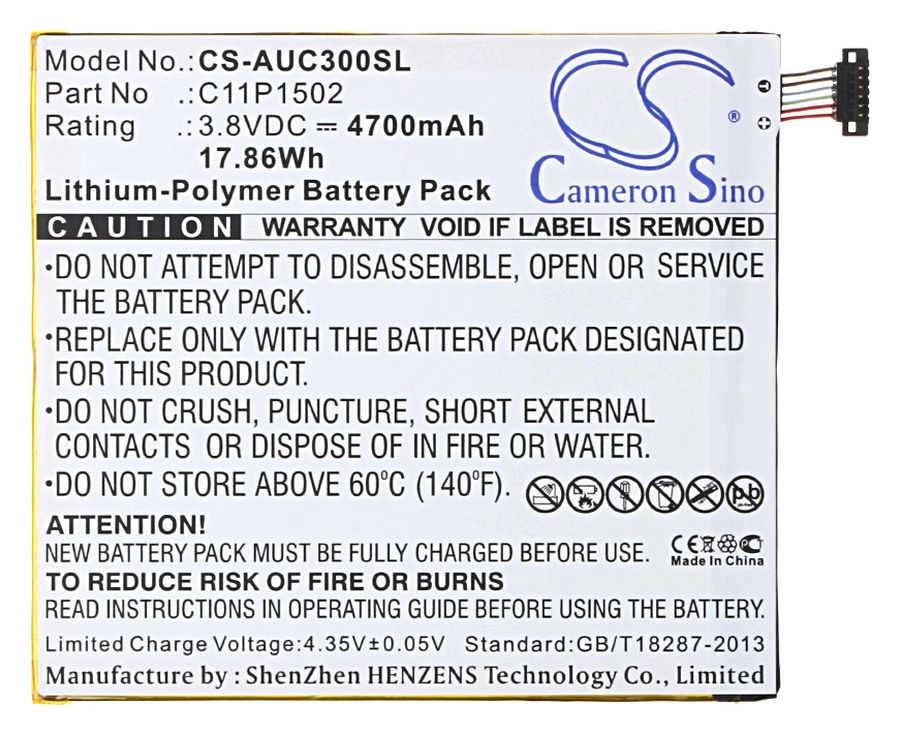 Model No.:CS-AUC300SL
Part No .:C11P1502
Rating .:3.8VDC ⎓ 4700mAh
17.86Wh
Lithium-Polymer Battery Pack
CS
®
Cameron Sino
CAUTION WARRANTY VOID IF LABEL IS REMOVED
·DO NOT ATTEMPT TO DISASSEMBLE, OPEN OR SERVICE
THE BATTERY PACK.
·REPLACE ONLY WITH THE BATTERY PACK DESIGNATED
FOR THIS PRODUCT.
·DO NOT CRUSH, PUNCTURE, SHORT EXTERNAL
CONTACTS OR DISPOSE OF IN FIRE OR WATER.
·DO NOT STORE ABOVE 60°C (140°F).
pb
ATTENTION!
NEW BATTERY PACK MUST BE FULLY CHARGED BEFORE USE.
CE
Made In China
TO REDUCE RISK OF FIRE OR BURNS
READ INSTRUCTIONS IN OPERATING GUIDE BEFORE USING THE BATTERY
Limited Charge Voltage:4.35V±0.05V Standard:GB/T18287-2013
Manufacture by : ShenZhen HENZENS Technology CO., Ltd